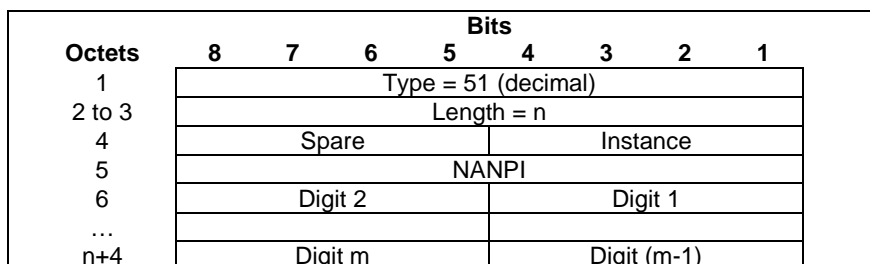 Bits
Octets 8 7 6 5 4 3 2 1
1 Type = 51 (decimal)
2 to 3 Length = n
4 Spare Instance
5 NANPI
6 Digit 2 Digit 1
…
n+4 Digit m Digit (m-1)